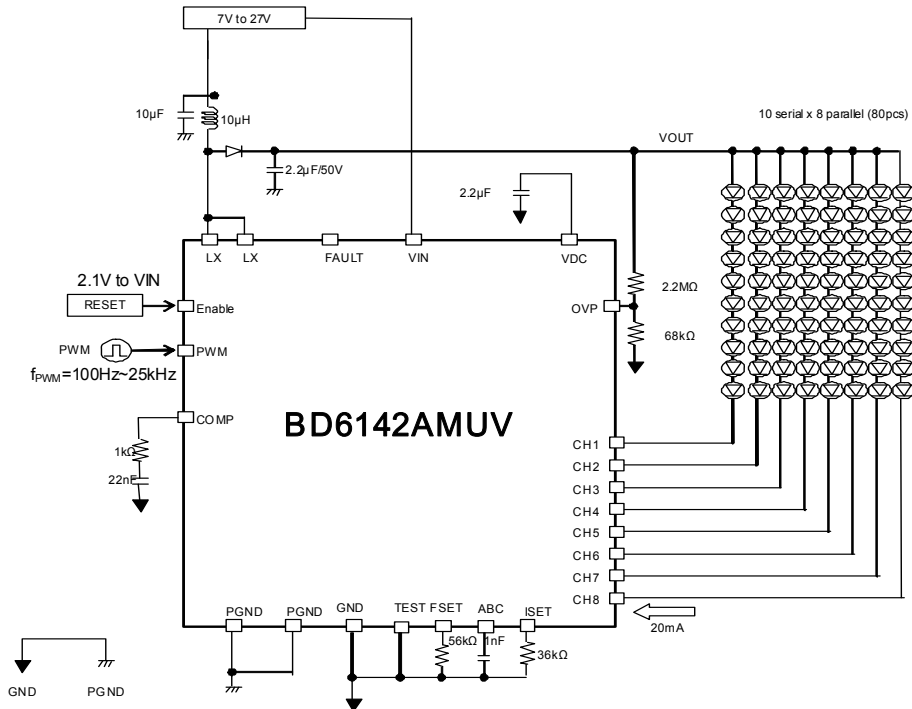 7V to 27V
10µF
10µH
10 serial x 8 parallel (80pcs)
VOUT
2.2µF/50V
2.2µF
LX
LX
FAULT
VIN
VDC
2.1V to VIN
RESET
Enable
2.2MΩ
OVP
68kΩ
PWM
PWM
fPWM=100Hz~25kHz
COMP
BD6142AMUV
1kΩ
22nF
CH1
CH2
CH3
CH4
CH5
CH6
CH7
CH8
20mA
PGND
PGND
GND
TEST
FSET
ABC
ISET
56kΩ
1nF
36kΩ
GND
PGND